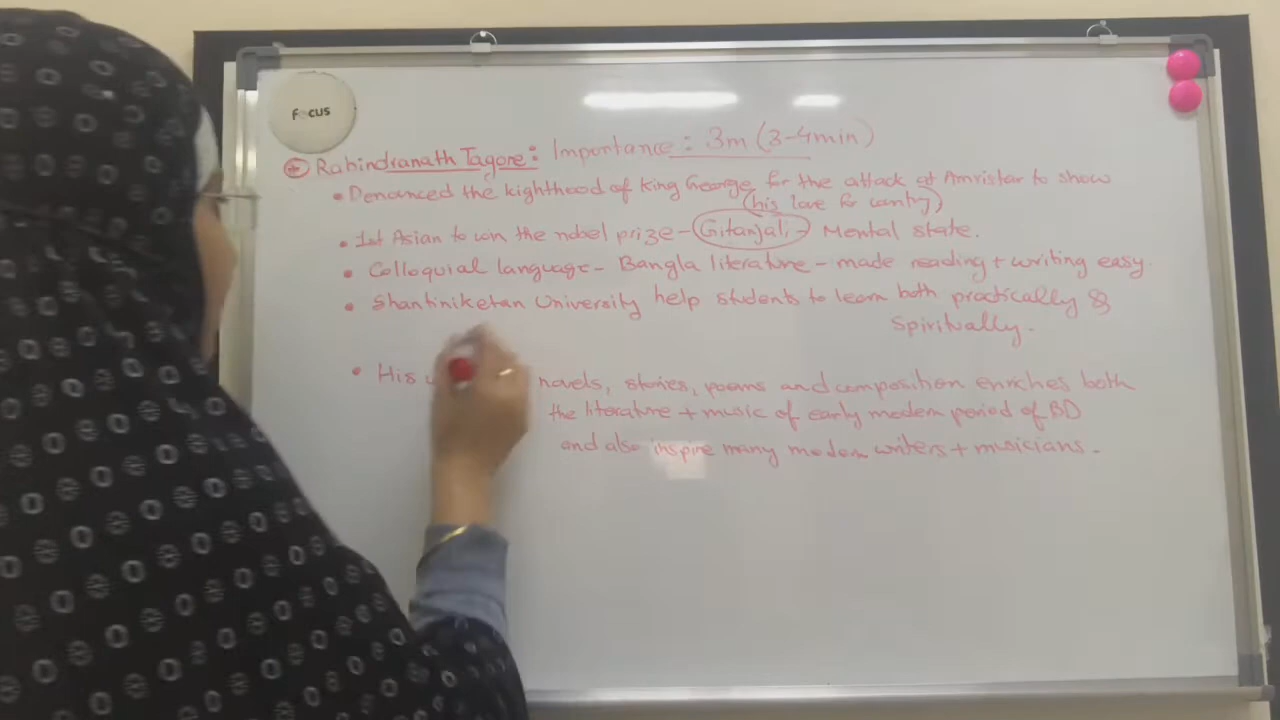 Focus
Rabindranath Tagore: Importance: 3m (3-4min)
• Denounced the kighthood of King George for the attack at Amristar to show
(his love for contry)
• 1st Asian to won the nobel prize - Gitanjali → Mental state.
• Colloquial language - Bangla literature - made reading + writing easy.
• Shantiniketan University help students to learn both practically &
Spiritually.
• His novels, stories, poems and composition enriches both
the literature + music of early modern period of BD
and also inspire many modern writers + musicians.